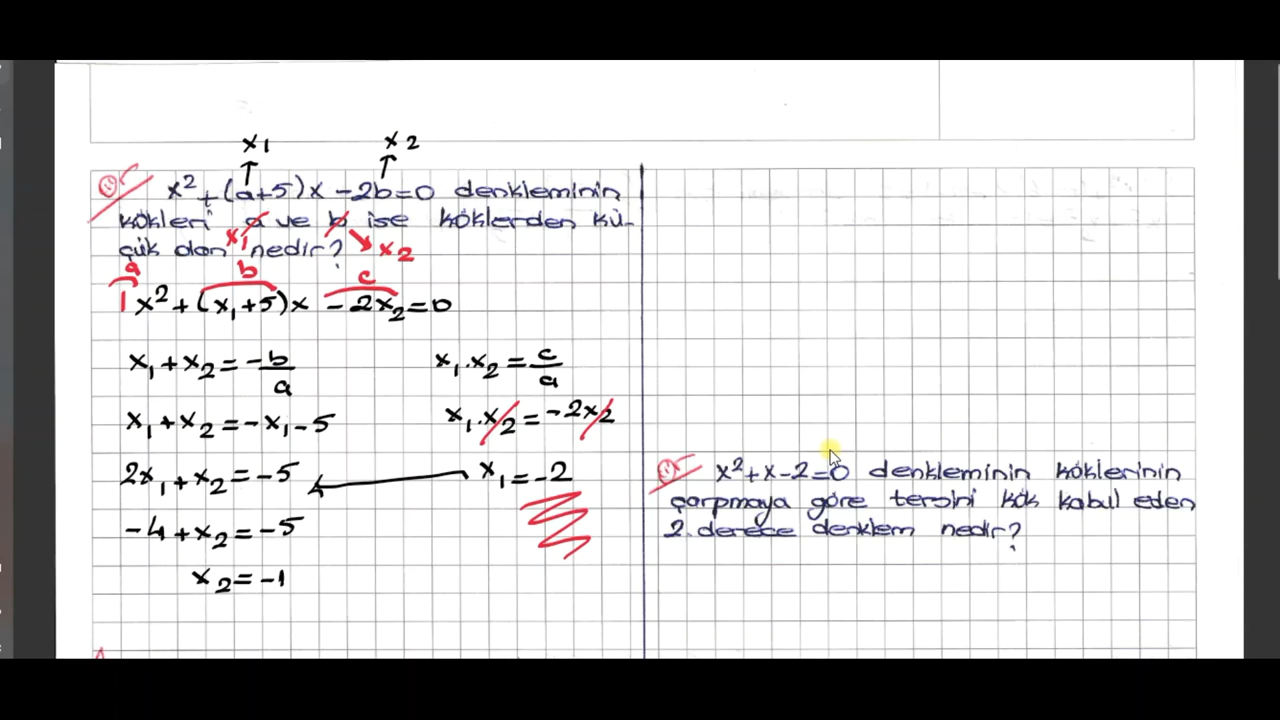 x1 x2
x² + (a+5)x - 2b = 0 denkleminin
kökleri a ve b ise köklerden kü-
x1 x2
çük olan nedir?
a b c
1x² + (x₁+5)x - 2x₂ = 0
x₁ + x₂ = -b/a
x₁ + x₂ = -x₁ - 5
2x₁ + x₂ = -5
-4 + x₂ = -5
x₂ = -1
x₁.x₂ = c/a
x₁.x₂ = -2x₂
x₁ = -2
x² + x - 2 = 0 denkleminin köklerinin
çarpmaya göre tersini kök kabul eden
2. derece denklem nedir?